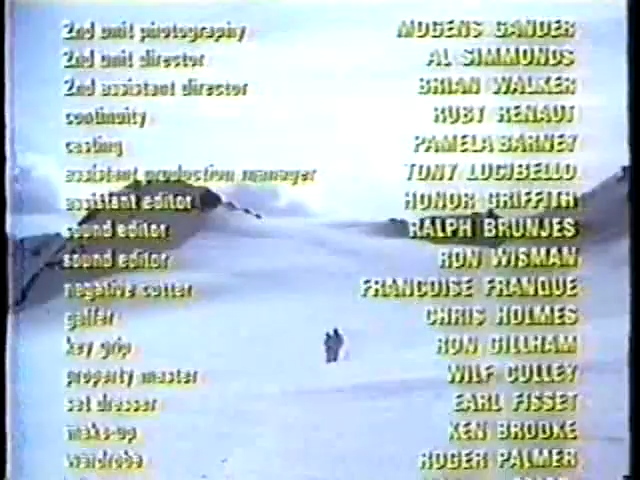 2nd unit photography MOGENS GANDER
2nd unit director AL SIMMONDS
2nd assistant director BRIAN WALKER
continuity RUBY RENAUT
casting PAMELA BARNEY
assistant production manager TONY LUCIBELLO
assistant editor HONOR GRIFFITH
sound editor RALPH BRUNJES
sound editor RON WISMAN
negative cutter FRANCOISE FRANQUE
gaffer CHRIS HOLMES
key grip RON GILLHAM
property master WILF CULLEY
set dresser EARL FISSET
make-up KEN BROOKE
wardrobe ROGER PALMER